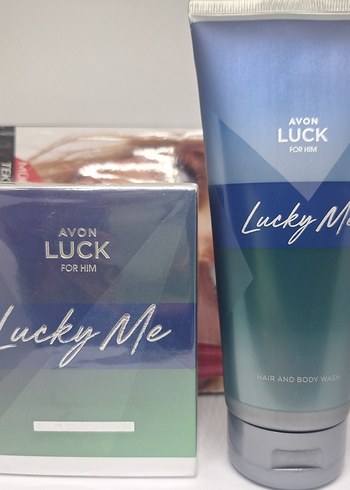 AVON
LUCK
FOR HIM
Lucky Me
AVON
LUCK
FOR HIM
Lucky Me
HAIR AND BODY WASH